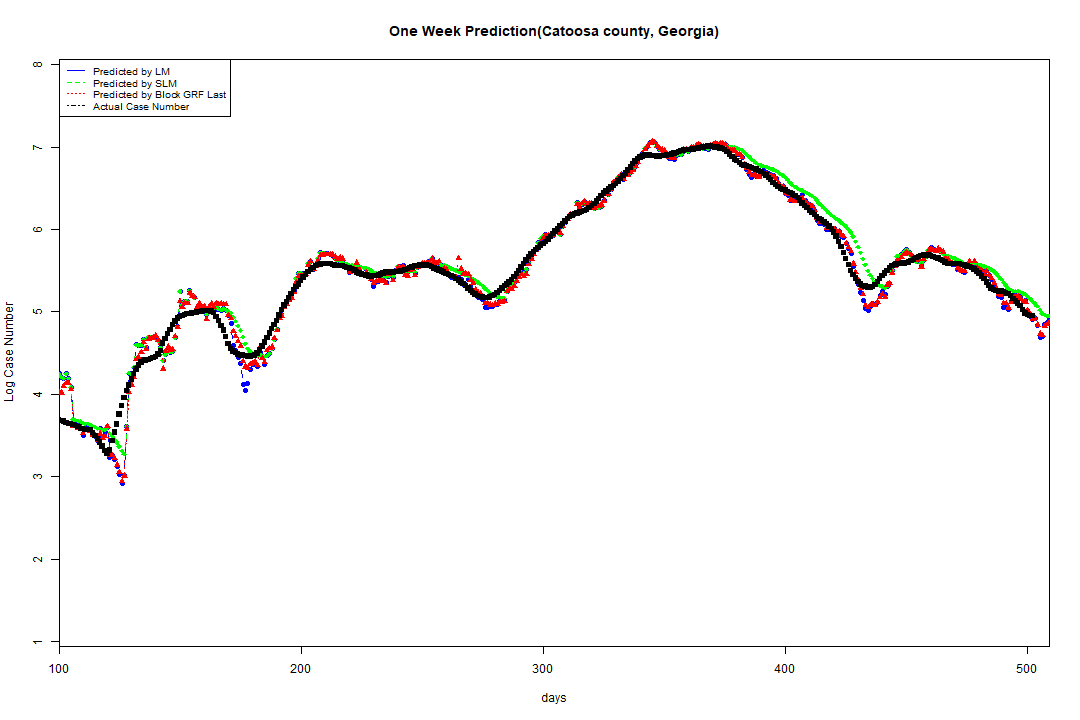 One Week Prediction(Catoosa county, Georgia)
Predicted by LM
Predicted by SLM
Predicted by Block GRF Last
Actual Case Number
8
7
6
5
4
3
2
1
Log Case Number
100 200 300 400 500
days